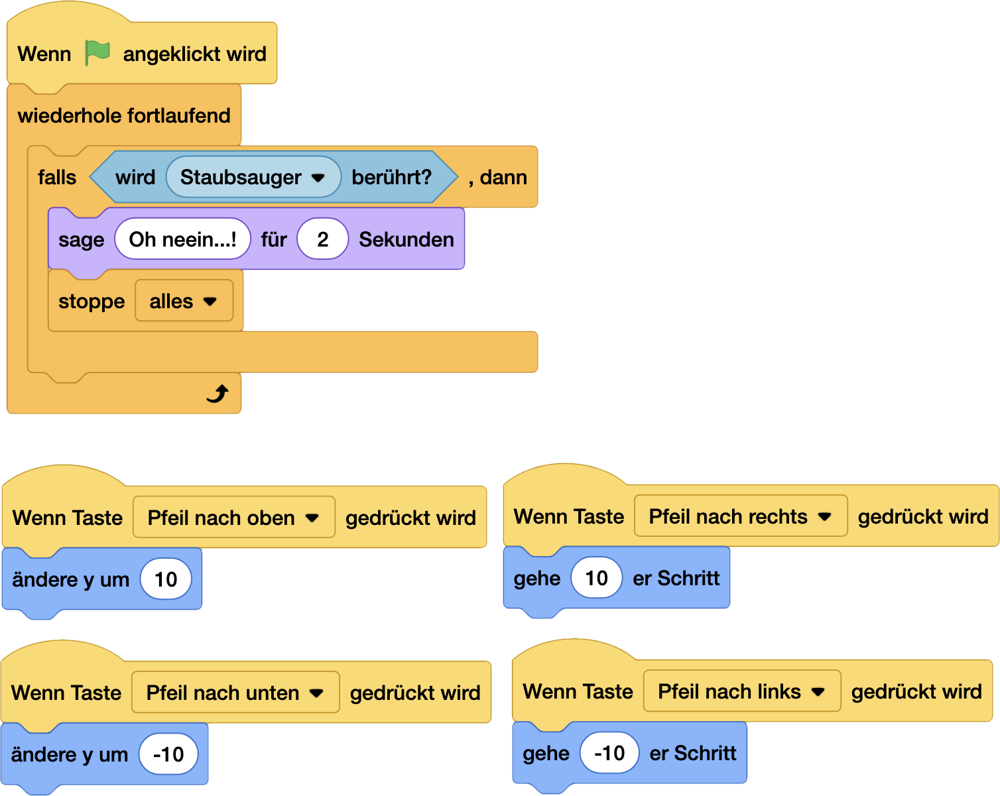 Wenn angeklickt wird
wiederhole fortlaufend
falls wird Staubsauger berührt? , dann
sage Oh neein...! für 2 Sekunden
stoppe alles
Wenn Taste Pfeil nach oben gedrückt wird
ändere y um 10
Wenn Taste Pfeil nach rechts gedrückt wird
gehe 10 er Schritt
Wenn Taste Pfeil nach unten gedrückt wird
ändere y um -10
Wenn Taste Pfeil nach links gedrückt wird
gehe -10 er Schritt